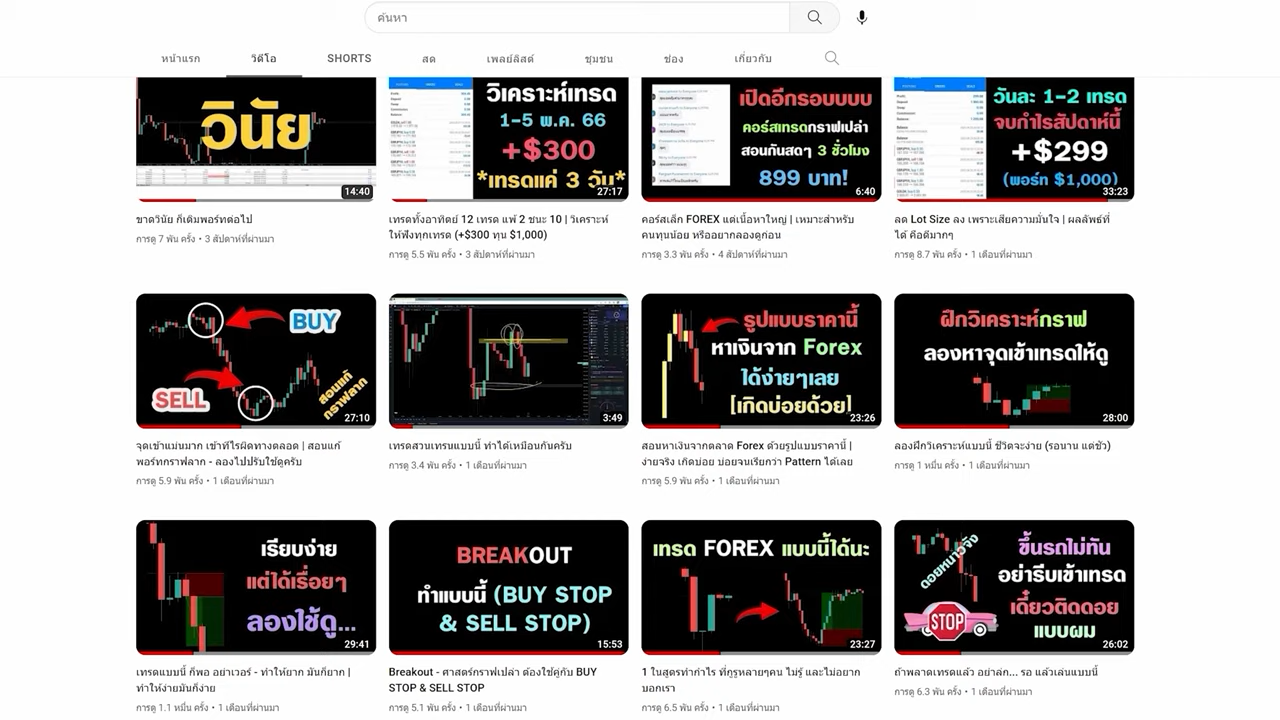 ค้นหา
หน้าแรก วิดีโอ SHORTS สด เพลย์ลิสต์ ชุมชน ช่อง เกี่ยวกับ
วินัย
14:40
วิเคราะห์เทรด
1-5 พ.ค. 66
+$300
*เทรดแค่ 3 วัน*
27:17
เปิดอีกรอบบบบ
คอร์สเทรดกราฟเปล่า
สอนกันสดๆ 3 ชั่วโมง
899 บาท!
6:40
วันละ 1-2 เทรด
จบกำไรสัปดาห์นี้
+$299
(พอร์ท $1,000)
33:23
ขาดวินัย ก็เติมพอร์ทต่อไป
การดู 7 พัน ครั้ง • 3 สัปดาห์ที่ผ่านมา
เทรดทั้งอาทิตย์ 12 เทรด แพ้ 2 ชนะ 10 | วิเคราะห์
ให้ฟังทุกเทรด (+$300 ทุน $1,000)
การดู 5.5 พัน ครั้ง • 3 สัปดาห์ที่ผ่านมา
คอร์สเล็ก FOREX แต่เนื้อหาใหญ่ | เหมาะสำหรับ
คนทุนน้อย หรืออยากลองดูก่อน
การดู 3.3 พัน ครั้ง • 4 สัปดาห์ที่ผ่านมา
ลด Lot Size ลง เพราะเสียความมั่นใจ | ผลลัพธ์ที่
ได้ คือดีมากๆ
การดู 8.7 พัน ครั้ง • 1 เดือนที่ผ่านมา
BUY
SELL
สอนแก้
กราฟลาก
27:10
3:49
รูปแบบราคานี้
หาเงินจาก Forex
ได้ง่ายๆเลย
[เกิดบ่อยด้วย]
23:26
ฝึกวิเคราะห์กราฟ
ลองหาจุดเข้าเทรดให้ดู
28:00
จุดเข้าแม่นมาก เข้าทีไรผิดทางตลอด | สอนแก้
พอร์ทกราฟลาก - ลองไปปรับใช้ดูครับ
การดู 5.9 พัน ครั้ง • 1 เดือนที่ผ่านมา
เทรดสวนเทรนแบบนี้ ทำได้เหมือนกันครับ
การดู 3.4 พัน ครั้ง • 1 เดือนที่ผ่านมา
สอนหาเงินจากตลาด Forex ด้วยรูปแบบราคานี้ |
ง่ายจริง เกิดบ่อย บ่อยจนเรียกว่า Pattern ได้เลย
การดู 5.9 พัน ครั้ง • 1 เดือนที่ผ่านมา
ลองฝึกวิเคราะห์แบบนี้ ชีวิตจะง่าย (รอนาน แต่ชัว)
การดู 1 หมื่น ครั้ง • 1 เดือนที่ผ่านมา
เรียบง่าย
แต่ได้เรื่อยๆ
ลองใช้ดู...
29:41
BREAKOUT
ทำแบบนี้ (BUY STOP
& SELL STOP)
15:53
เทรด FOREX แบบนี้ได้นะ
23:27
ดอยหนาวจัง
STOP
ขึ้นรถไม่ทัน
อย่ารีบเข้าเทรด
เดี๋ยวติดดอย
แบบผม
26:02
เทรดแบบนี้ ก็พอ อย่าเวอร์ - ทำให้ยาก มันก็ยาก |
ทำให้ง่ายมันก็ง่าย
การดู 1.1 หมื่น ครั้ง • 1 เดือนที่ผ่านมา
Breakout - ศาสตร์กราฟเปล่า ต้องใช้คู่กับ BUY
STOP & SELL STOP
การดู 5.1 พัน ครั้ง • 1 เดือนที่ผ่านมา
1 ในสูตรทำกำไร ที่กูรูหลายๆคน ไม่รู้ และไม่อยาก
บอกเรา
การดู 6.5 พัน ครั้ง • 1 เดือนที่ผ่านมา
ถ้าพลาดเทรดแล้ว อย่าล่ก... รอ แล้วเล่นแบบนี้
การดู 6.3 พัน ครั้ง • 1 เดือนที่ผ่านมา